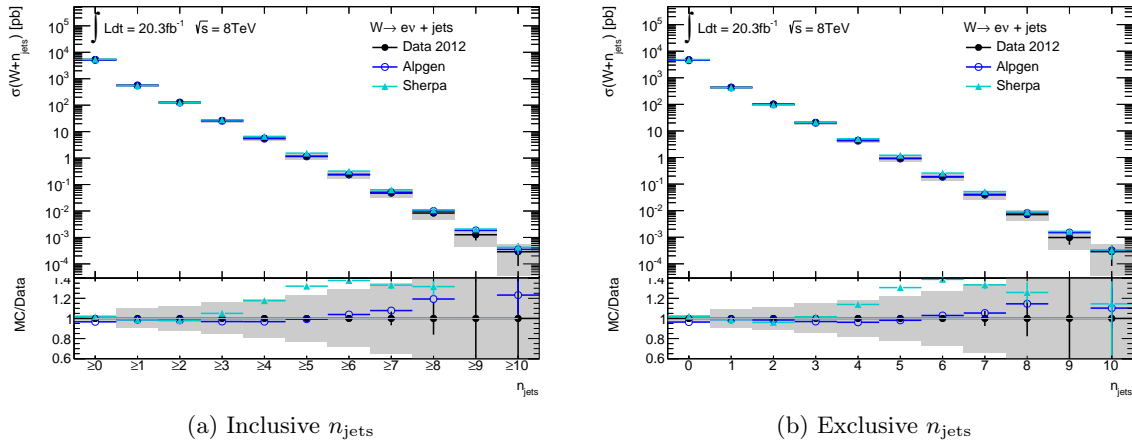 ∫ Ldt = 20.3fb⁻¹ √s = 8TeV
W→ eν + jets
Data 2012
Alpgen
Sherpa
σ(W+n_jets) [pb]
10⁵
10⁴
10³
10²
10
1
10⁻¹
10⁻²
10⁻³
10⁻⁴
MC/Data
1.4
1.2
1
0.8
0.6
≥0 ≥1 ≥2 ≥3 ≥4 ≥5 ≥6 ≥7 ≥8 ≥9 ≥10
n_jets
(a) Inclusive n_jets
∫ Ldt = 20.3fb⁻¹ √s = 8TeV
W→ eν + jets
Data 2012
Alpgen
Sherpa
σ(W+n_jets) [pb]
10⁵
10⁴
10³
10²
10
1
10⁻¹
10⁻²
10⁻³
10⁻⁴
MC/Data
1.4
1.2
1
0.8
0.6
0 1 2 3 4 5 6 7 8 9 10
n_jets
(b) Exclusive n_jets